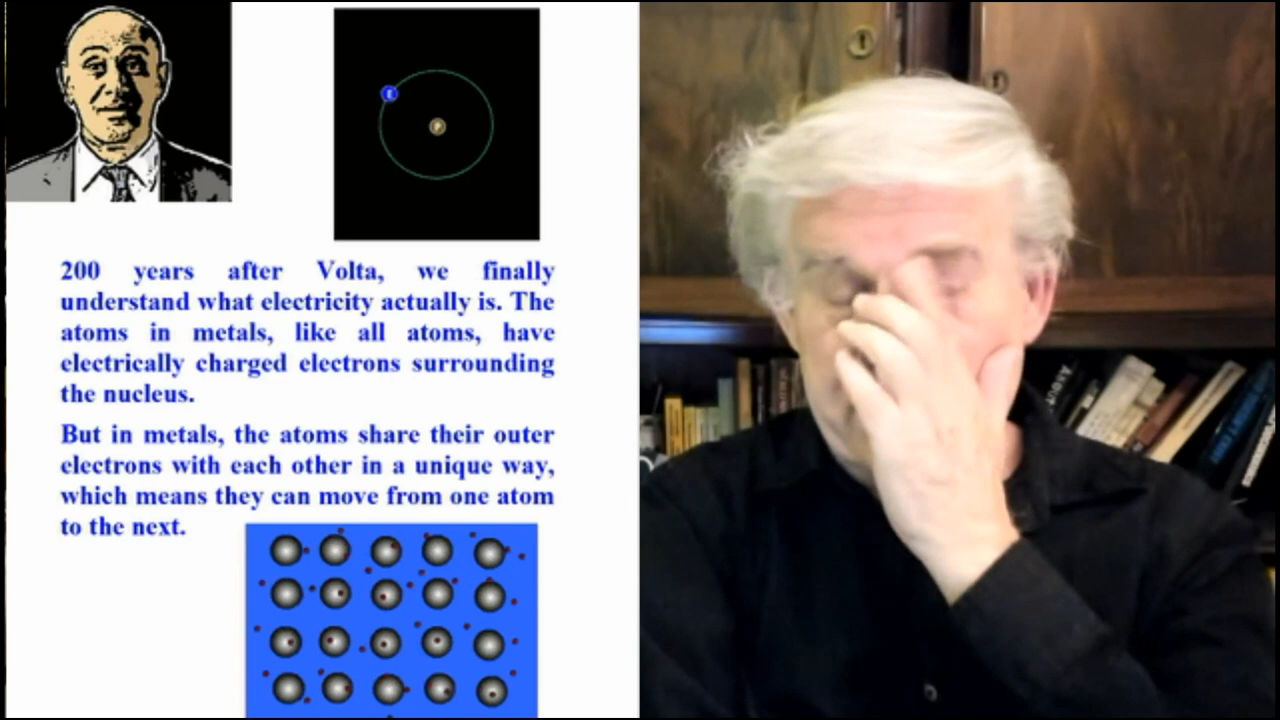 E
P
200 years after Volta, we finally
understand what electricity actually is. The
atoms in metals, like all atoms, have
electrically charged electrons surrounding
the nucleus.
But in metals, the atoms share their outer
electrons with each other in a unique way,
which means they can move from one atom
to the next.
ABOUT